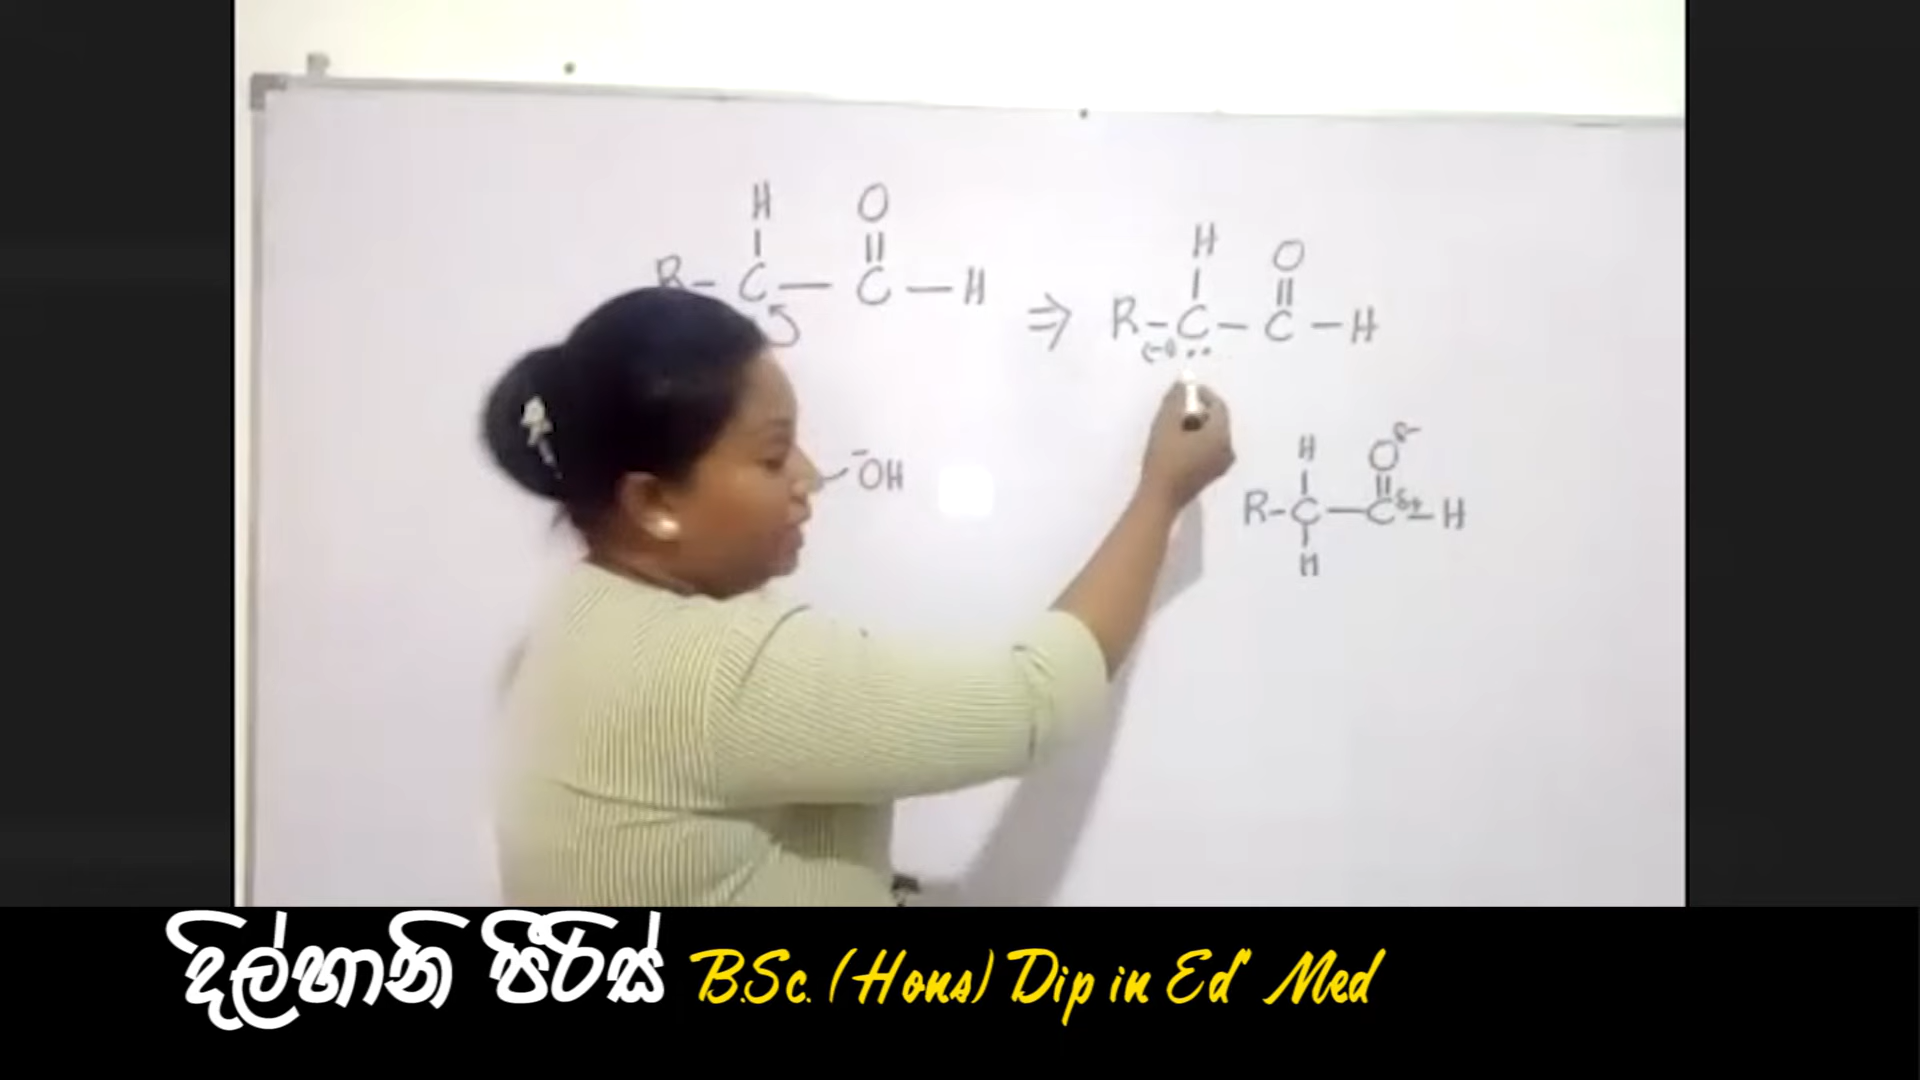 H O
R - C — C — H
⇒
H O
R - C — C — H
(-) ..
⁻OH
H O δ-
R - C — C δ+ — H
H
දිල්හානි පීරිස් B.Sc. (Hons) Dip in Ed Med